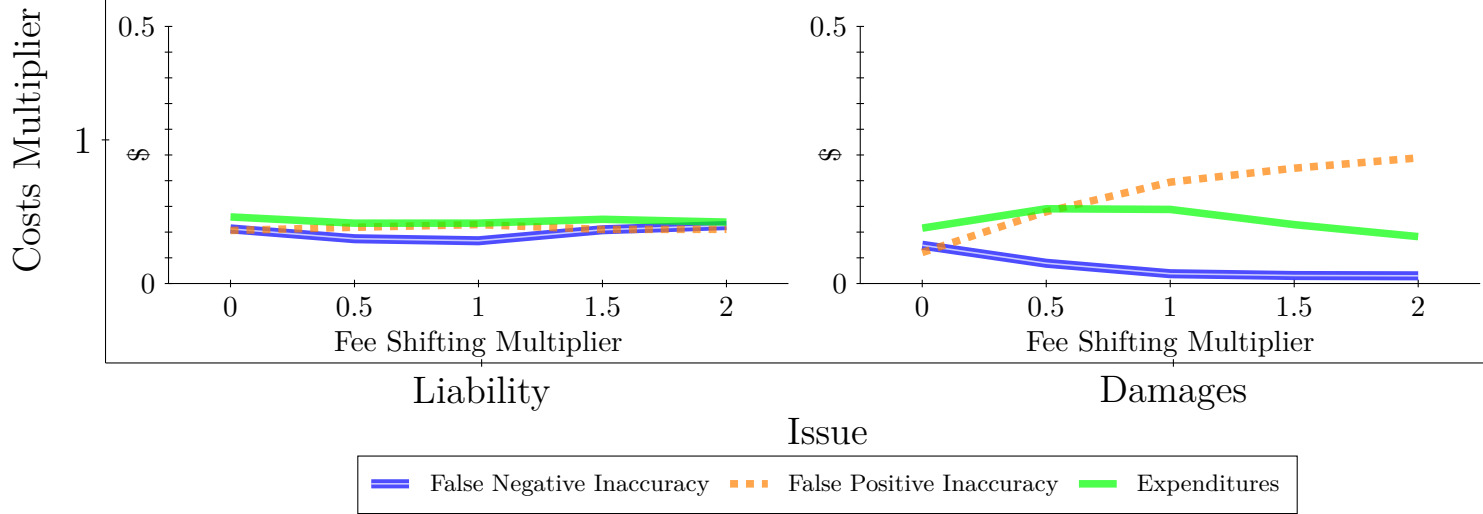 Costs Multiplier
1
0.5
$
0
0 0.5 1 1.5 2
Fee Shifting Multiplier
0.5
$
0
0 0.5 1 1.5 2
Fee Shifting Multiplier
Liability Damages
Issue
False Negative Inaccuracy False Positive Inaccuracy Expenditures